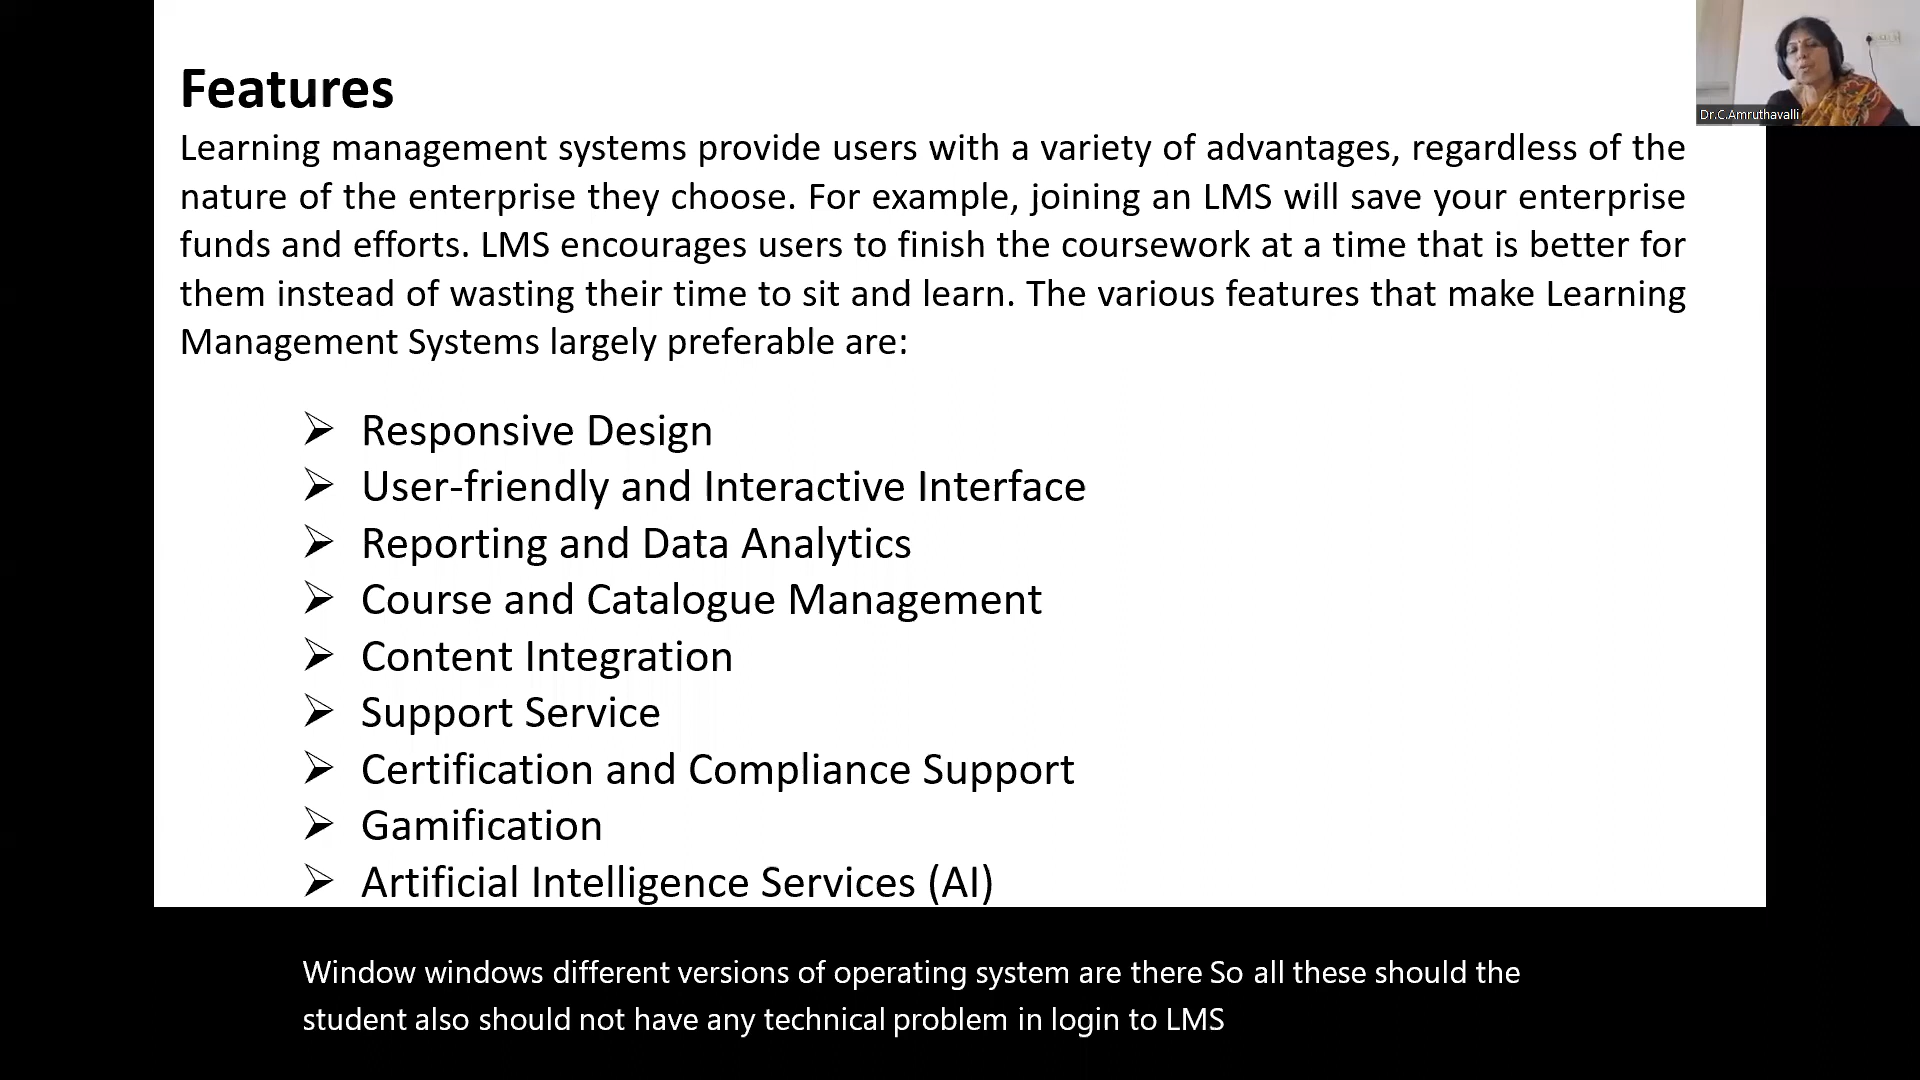 Features
Learning management systems provide users with a variety of advantages, regardless of the
nature of the enterprise they choose. For example, joining an LMS will save your enterprise
funds and efforts. LMS encourages users to finish the coursework at a time that is better for
them instead of wasting their time to sit and learn. The various features that make Learning
Management Systems largely preferable are:
➢ Responsive Design
➢ User-friendly and Interactive Interface
➢ Reporting and Data Analytics
➢ Course and Catalogue Management
➢ Content Integration
➢ Support Service
➢ Certification and Compliance Support
➢ Gamification
➢ Artificial Intelligence Services (AI)
Dr.C.Amruthavalli
Window windows different versions of operating system are there So all these should the
student also should not have any technical problem in login to LMS